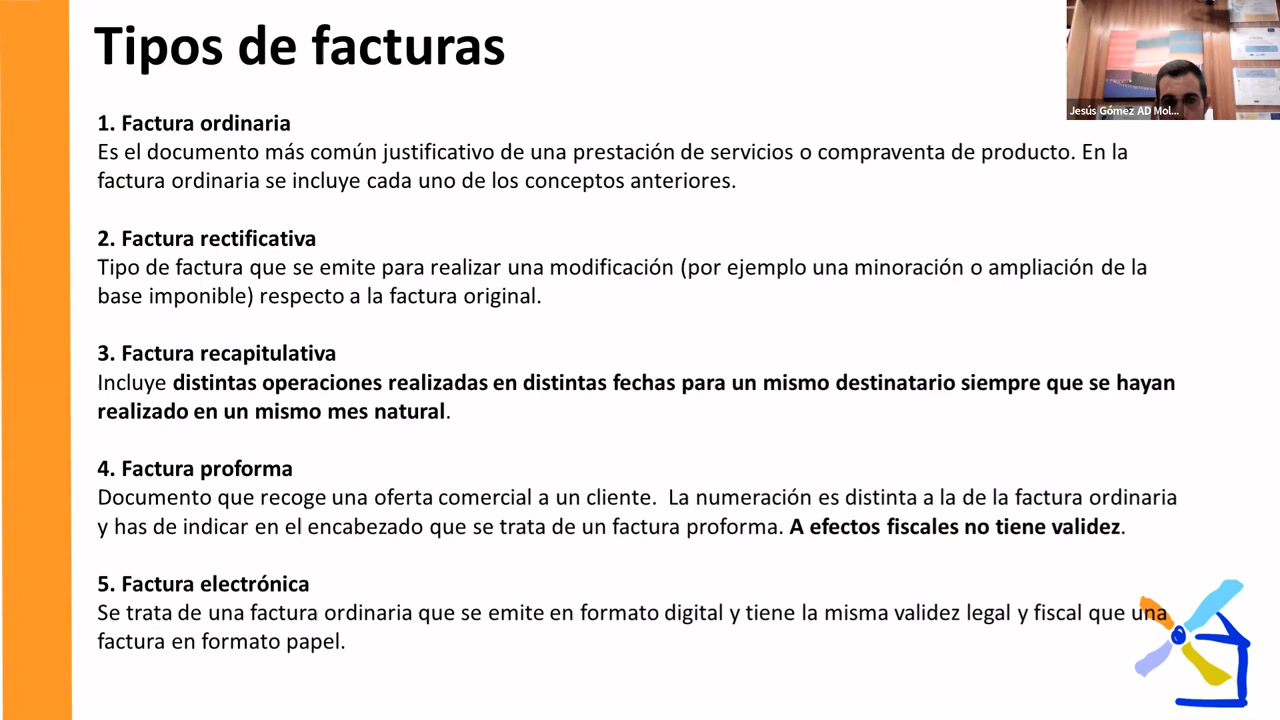 Tipos de facturas
Jesús Gómez AD Mol...
1. Factura ordinaria
Es el documento más común justificativo de una prestación de servicios o compraventa de producto. En la
factura ordinaria se incluye cada uno de los conceptos anteriores.
2. Factura rectificativa
Tipo de factura que se emite para realizar una modificación (por ejemplo una minoración o ampliación de la
base imponible) respecto a la factura original.
3. Factura recapitulativa
Incluye distintas operaciones realizadas en distintas fechas para un mismo destinatario siempre que se hayan
realizado en un mismo mes natural.
4. Factura proforma
Documento que recoge una oferta comercial a un cliente.  La numeración es distinta a la de la factura ordinaria
y has de indicar en el encabezado que se trata de un factura proforma. A efectos fiscales no tiene validez.
5. Factura electrónica
Se trata de una factura ordinaria que se emite en formato digital y tiene la misma validez legal y fiscal que una
factura en formato papel.